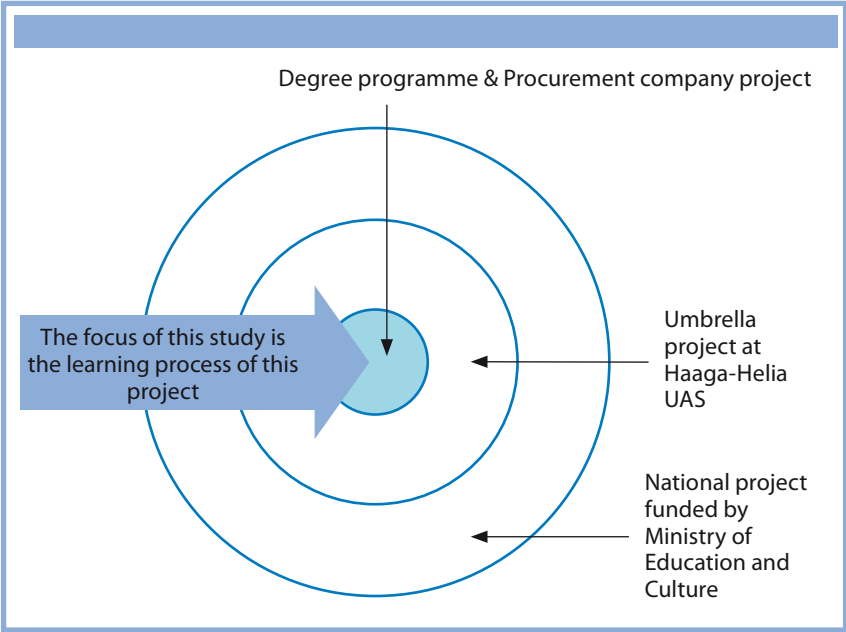 Degree programme & Procurement company project
The focus of this study is
the learning process of this
project
Umbrella
project at
Haaga-Helia
UAS
National project
funded by
Ministry of
Education and
Culture